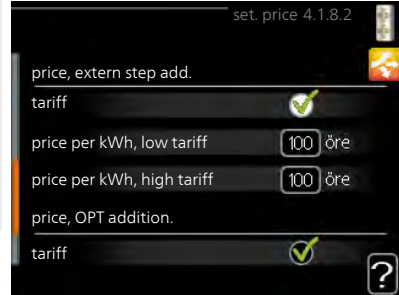 set. price 4.1.8.2
price, extern step add.
tariff
price per kWh, low tariff 100 öre
price per kWh, high tariff 100 öre
price, OPT addition.
tariff
?